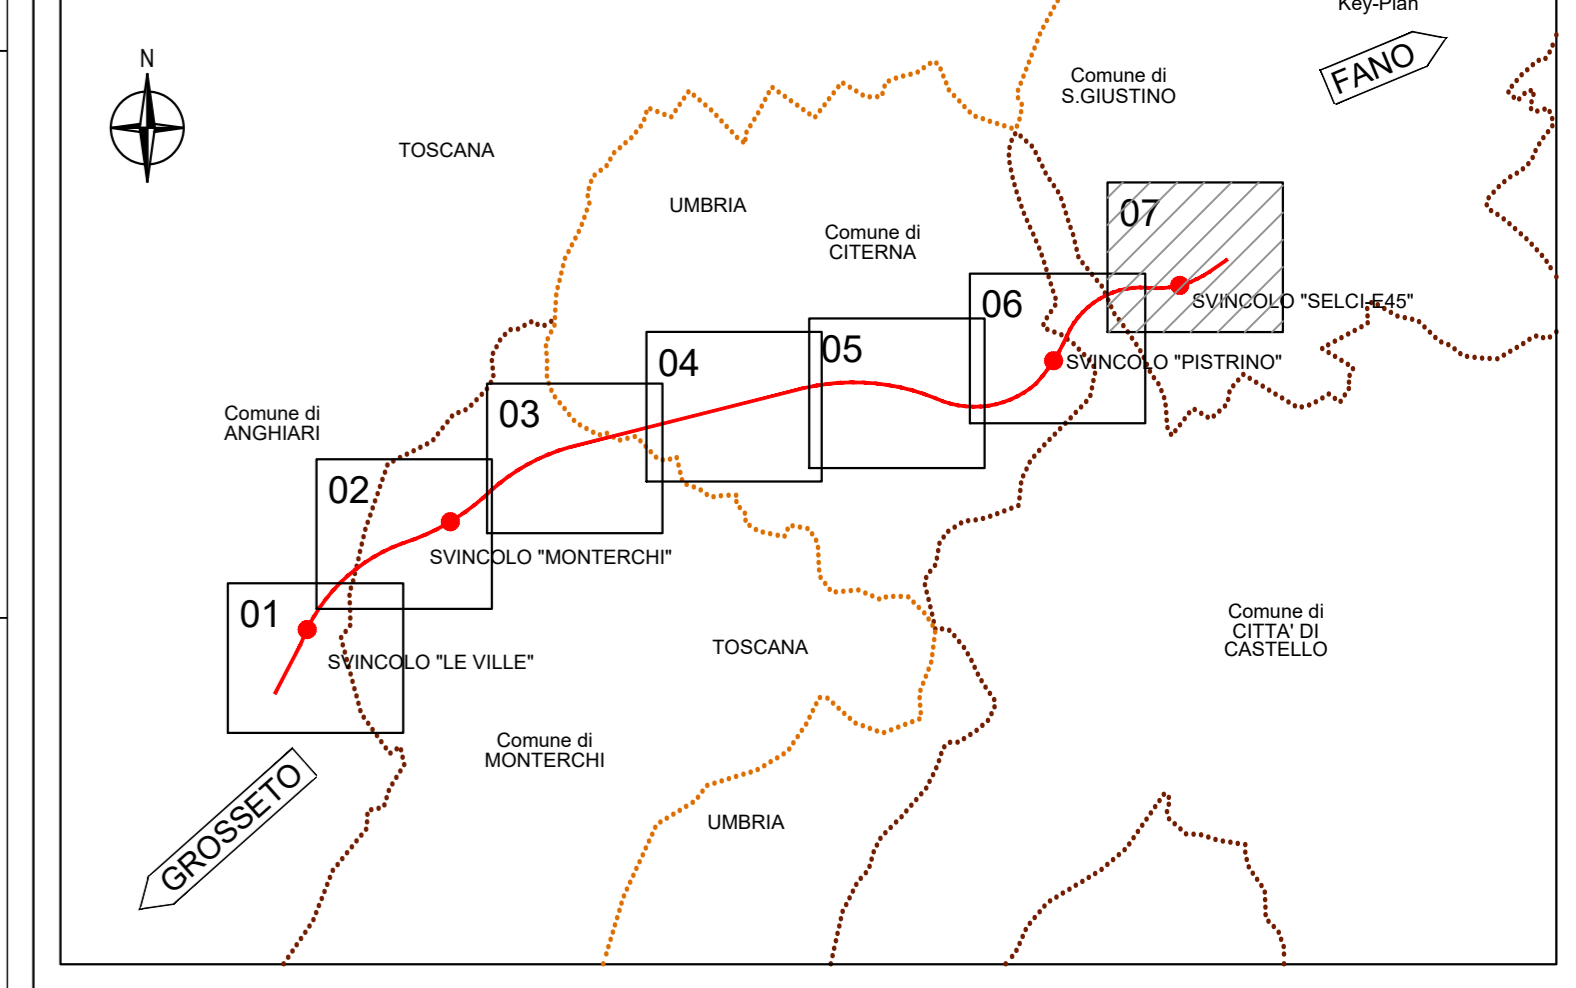 Key-Plan
N
FANO
Comune di
S.GIUSTINO
TOSCANA
UMBRIA
Comune di
CITERNA
07
SVINCOLO "SELCI-E45"
06
05
04
SVINCOLO "PISTRINO"
03
Comune di
ANGHIARI
02
SVINCOLO "MONTERCHI"
01
SVINCOLO "LE VILLE"
TOSCANA
Comune di
CITTA' DI
CASTELLO
Comune di
MONTERCHI
GROSSETO
UMBRIA